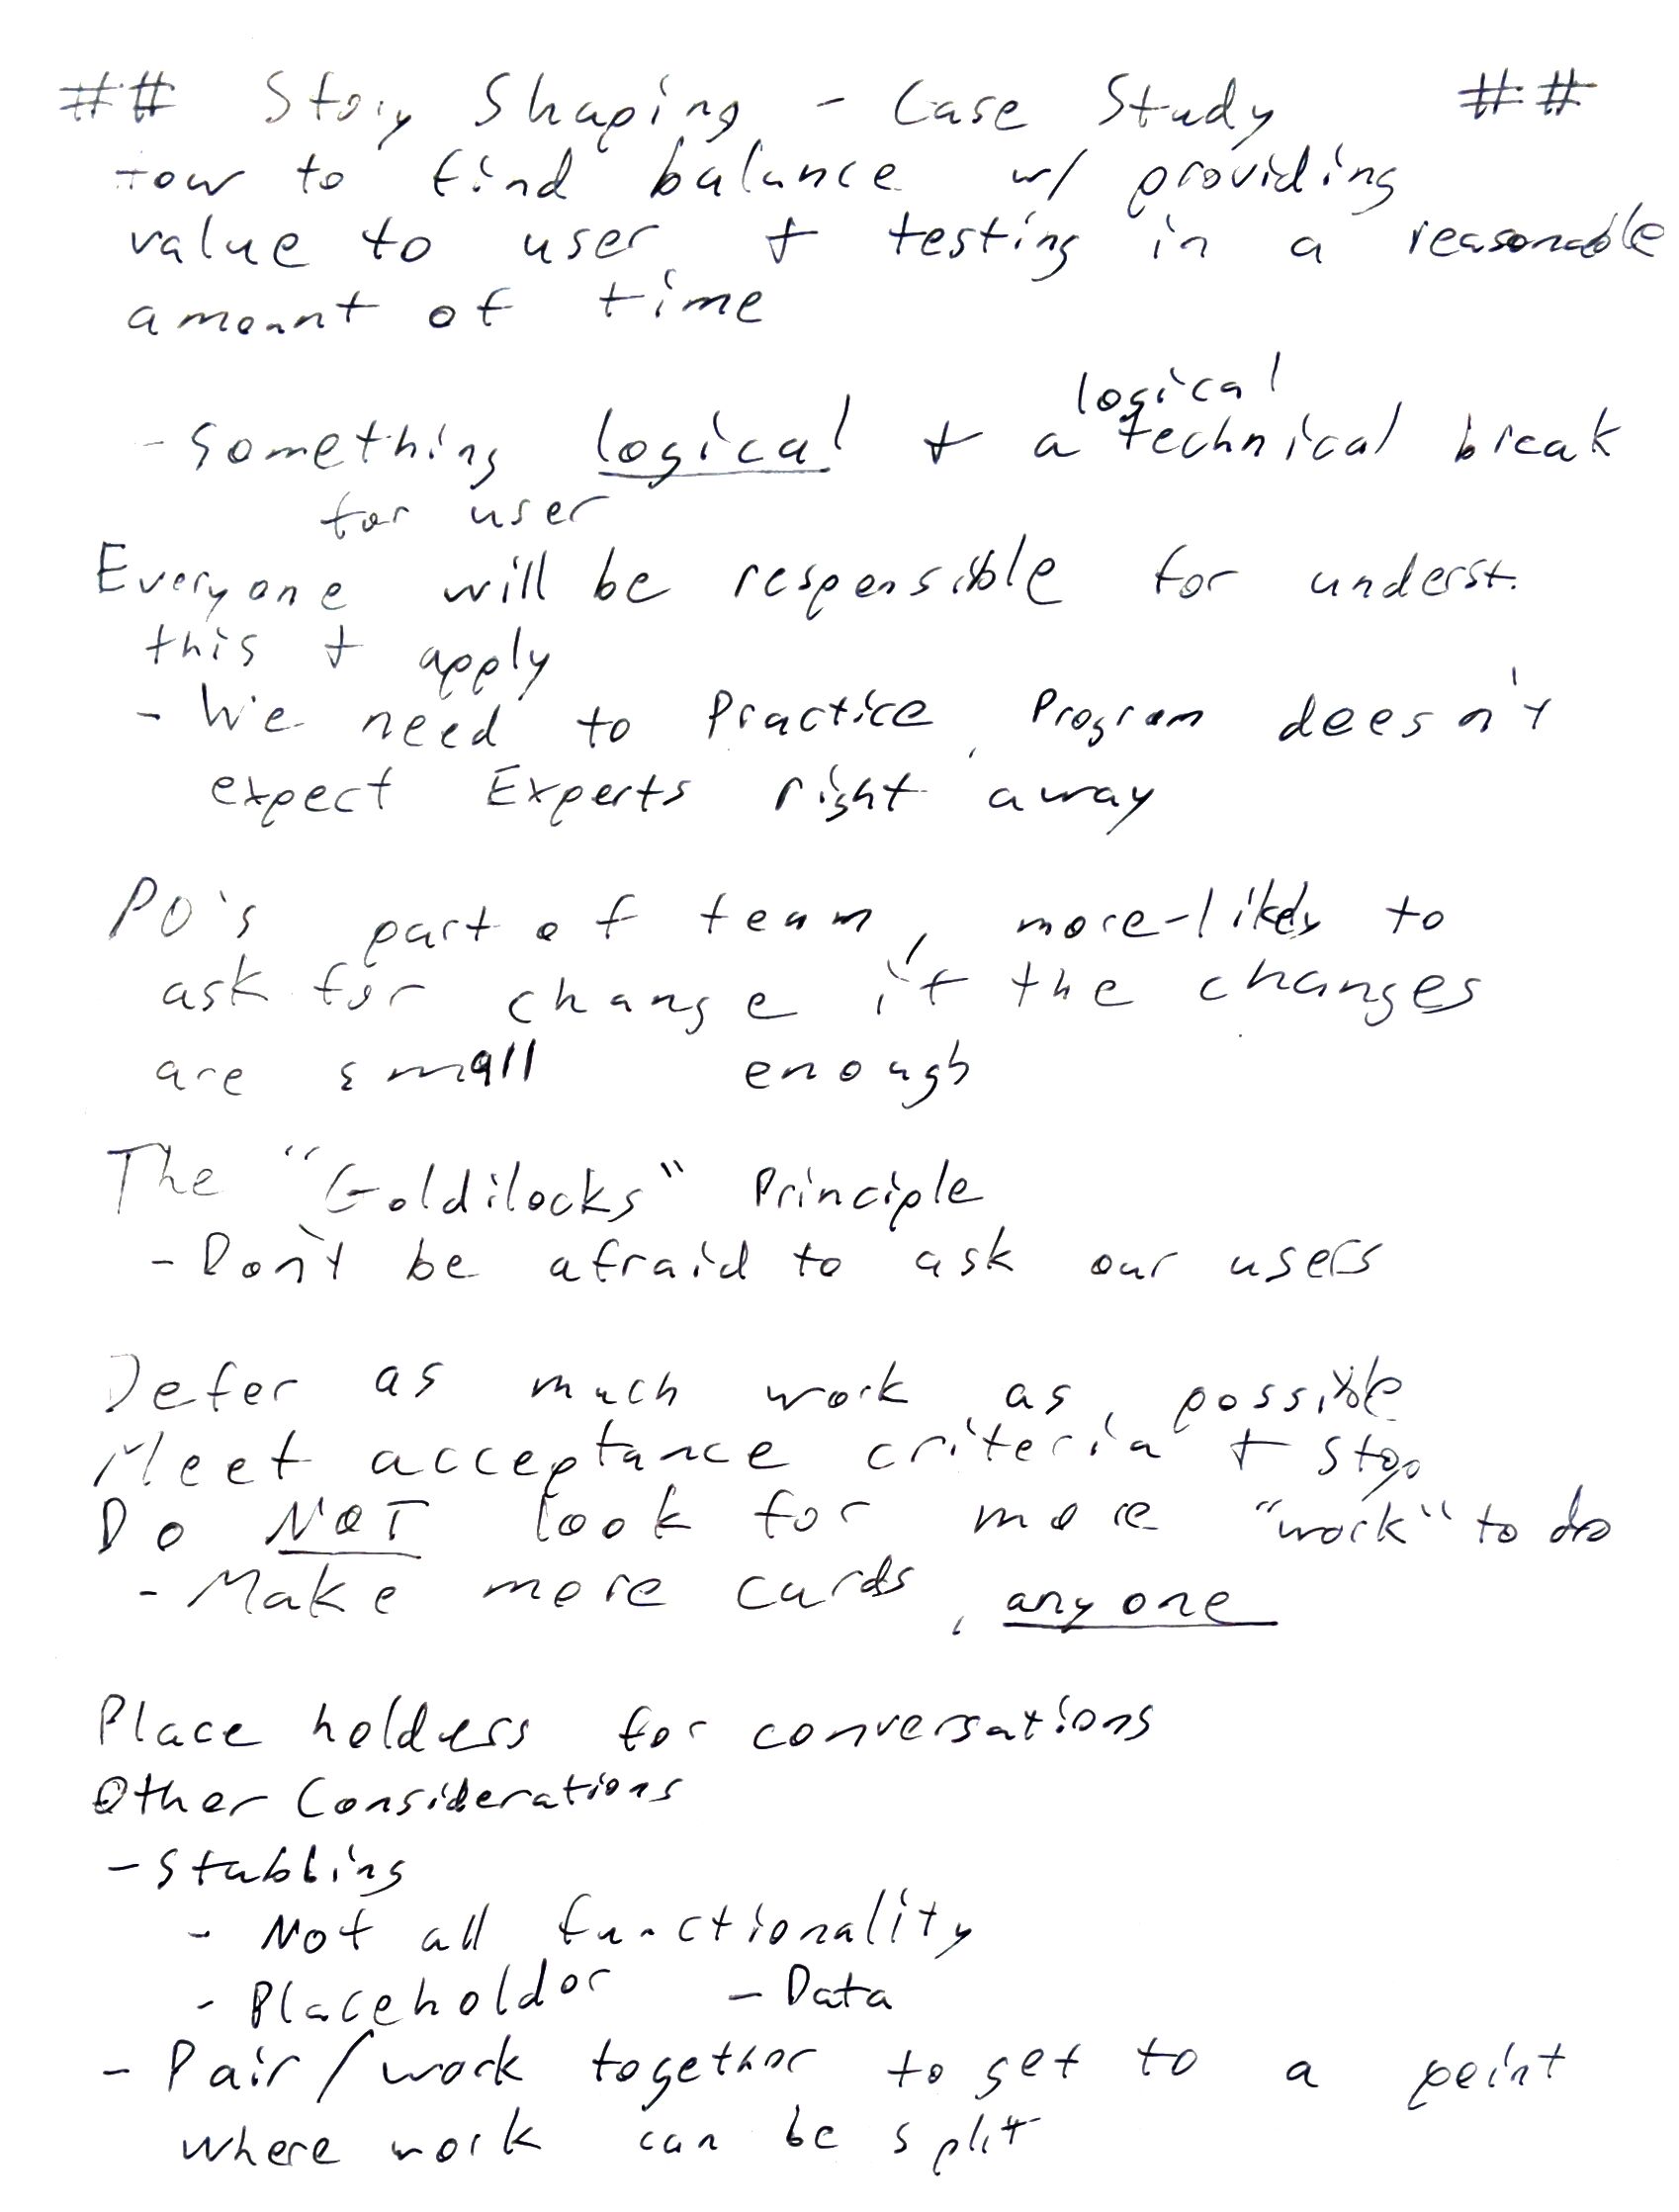 ## Story Shaping - Case Study ##
How to find balance w/ providing
value to user + testing in a reasonable
amount of time
logical
- Something logical + a technical break
for user
Everyone will be responsible for underst.
this + apply
- We need to Practice, Program doesn't
expect Experts right away
PO's part of team, more-likely to
ask for change if the changes
are small enough
The "Goldilocks" Principle
- Don't be afraid to ask our users
Defer as much work as possible
Meet acceptance criteria + stop
Do NOT look for more "work" to do
- Make more cards, anyone
Place holders for conversations
Other Considerations
- Stubbing
- Not all functionality
- Placeholdor - Data
- Pair/work together to get to a point
where work can be split